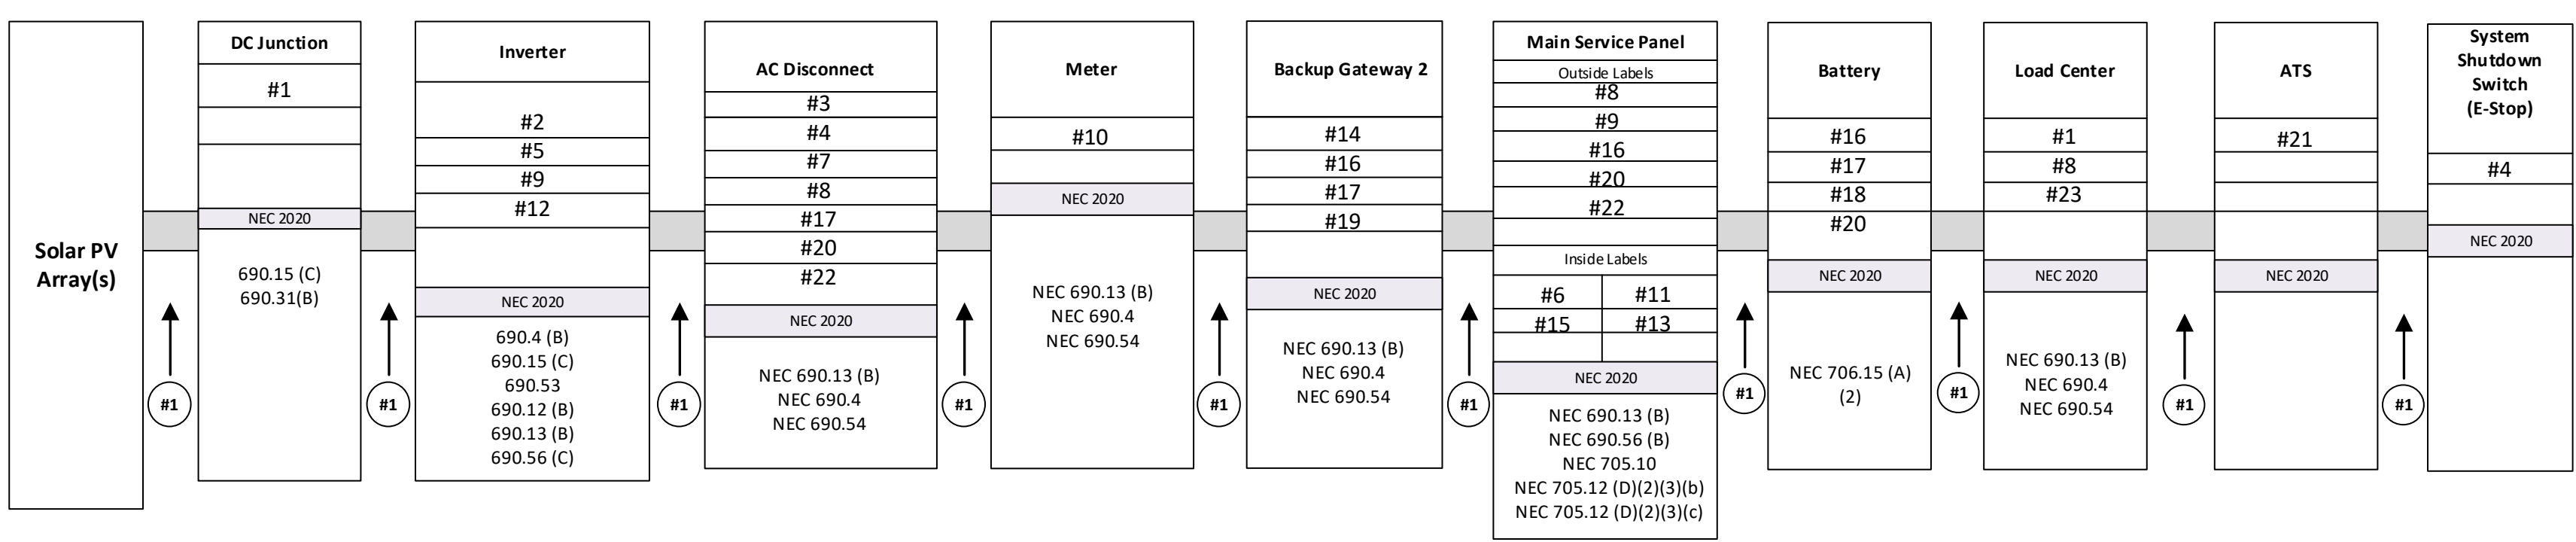 Solar PV
Array(s)
#1
DC Junction
#1
NEC 2020
690.15 (C)
690.31(B)
#1
Inverter
#2
#5
#9
#12
NEC 2020
690.4 (B)
690.15 (C)
690.53
690.12 (B)
690.13 (B)
690.56 (C)
#1
AC Disconnect
#3
#4
#7
#8
#17
#20
#22
NEC 2020
NEC 690.13 (B)
NEC 690.4
NEC 690.54
#1
Meter
#10
NEC 2020
NEC 690.13 (B)
NEC 690.4
NEC 690.54
#1
Backup Gateway 2
#14
#16
#17
#19
NEC 2020
NEC 690.13 (B)
NEC 690.4
NEC 690.54
#1
Main Service Panel
Outside Labels
#8
#9
#16
#20
#22
Inside Labels
#6 #11
#15 #13
NEC 2020
NEC 690.13 (B)
NEC 690.56 (B)
NEC 705.10
NEC 705.12 (D)(2)(3)(b)
NEC 705.12 (D)(2)(3)(c)
#1
Battery
#16
#17
#18
#20
NEC 2020
NEC 706.15 (A)
(2)
#1
Load Center
#1
#8
#23
NEC 2020
NEC 690.13 (B)
NEC 690.4
NEC 690.54
#1
ATS
#21
NEC 2020
#1
System
Shutdown
Switch
(E-Stop)
#4
NEC 2020